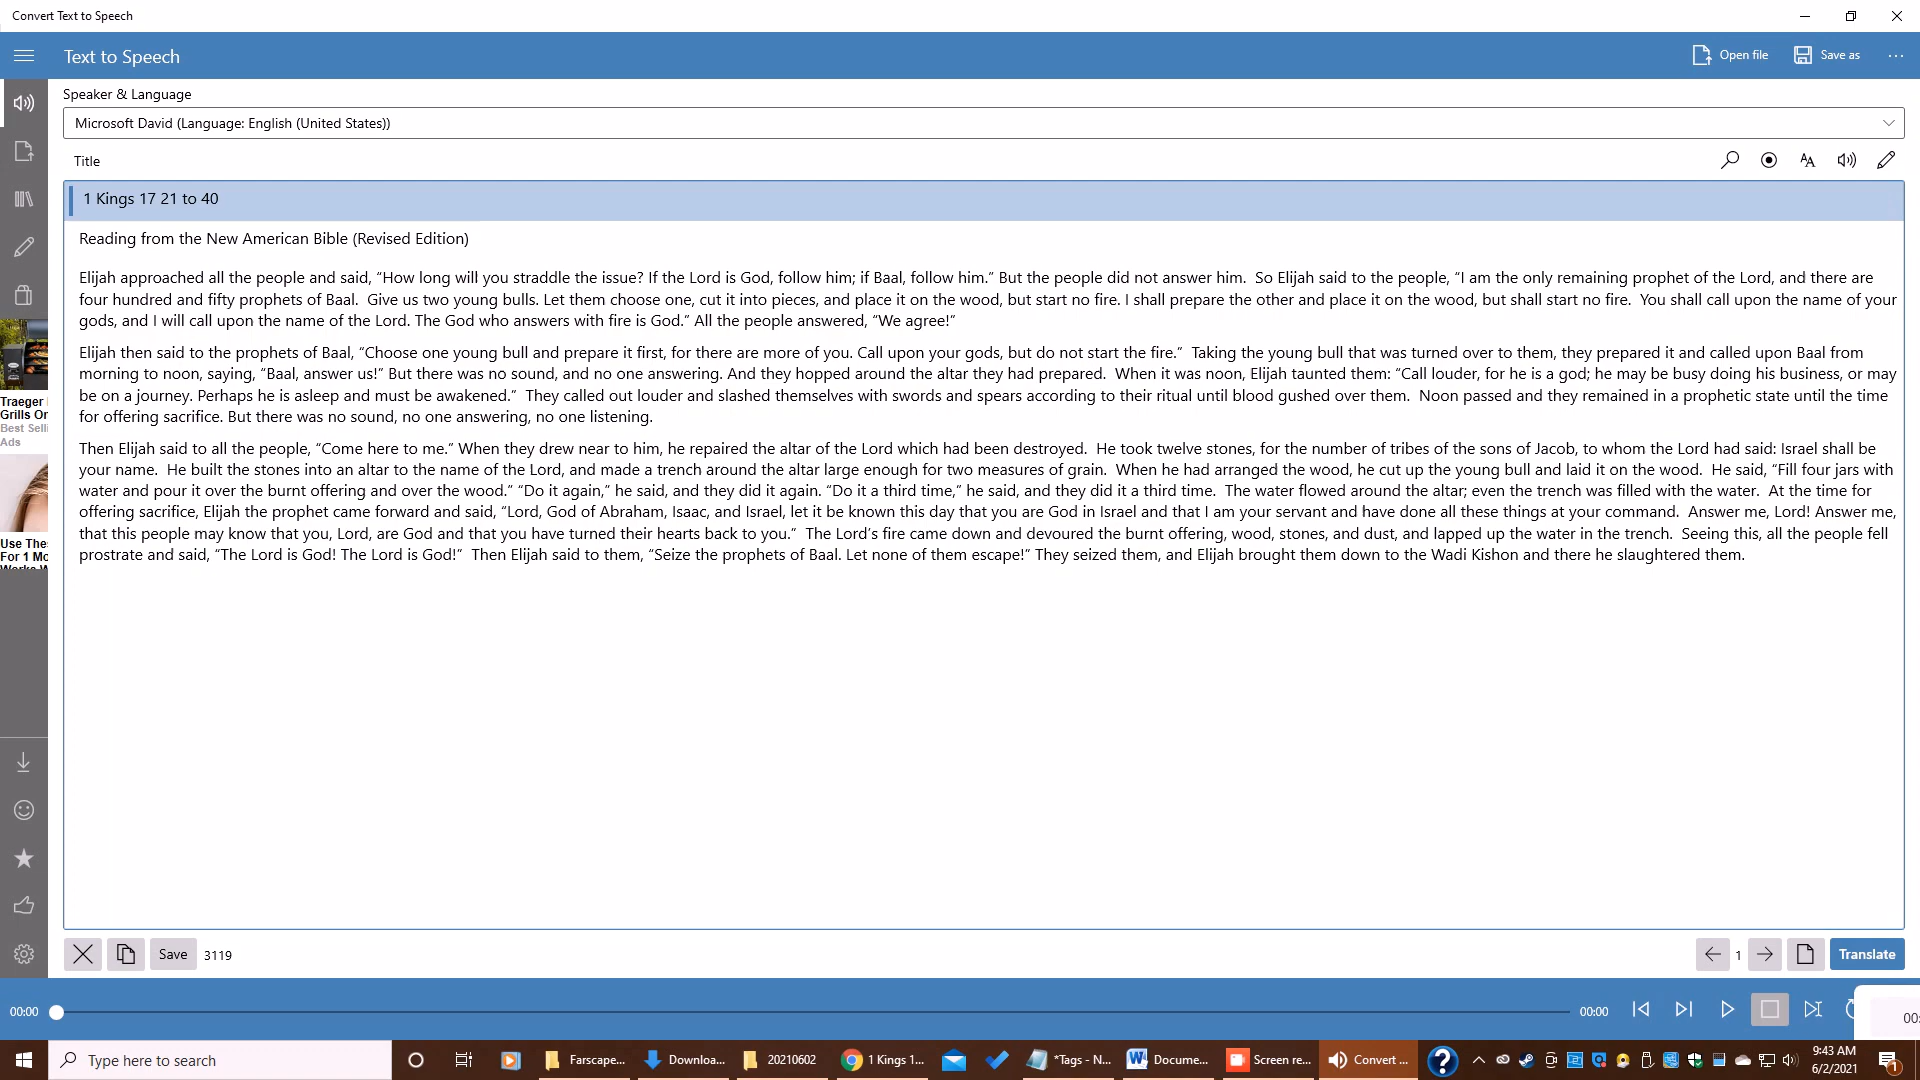 Convert Text to Speech
Text to Speech
Open file
Save as
Speaker & Language
Microsoft David (Language: English (United States))
Title
1 Kings 17 21 to 40
Reading from the New American Bible (Revised Edition)
Elijah approached all the people and said, “How long will you straddle the issue? If the Lord is God, follow him; if Baal, follow him.” But the people did not answer him.  So Elijah said to the people, “I am the only remaining prophet of the Lord, and there are
four hundred and fifty prophets of Baal.  Give us two young bulls. Let them choose one, cut it into pieces, and place it on the wood, but start no fire. I shall prepare the other and place it on the wood, but shall start no fire.  You shall call upon the name of your
gods, and I will call upon the name of the Lord. The God who answers with fire is God.” All the people answered, “We agree!”
Elijah then said to the prophets of Baal, “Choose one young bull and prepare it first, for there are more of you. Call upon your gods, but do not start the fire.”  Taking the young bull that was turned over to them, they prepared it and called upon Baal from
morning to noon, saying, “Baal, answer us!” But there was no sound, and no one answering. And they hopped around the altar they had prepared.  When it was noon, Elijah taunted them: “Call louder, for he is a god; he may be busy doing his business, or may
be on a journey. Perhaps he is asleep and must be awakened.”  They called out louder and slashed themselves with swords and spears according to their ritual until blood gushed over them.  Noon passed and they remained in a prophetic state until the time
for offering sacrifice. But there was no sound, no one answering, no one listening.
Then Elijah said to all the people, “Come here to me.” When they drew near to him, he repaired the altar of the Lord which had been destroyed.  He took twelve stones, for the number of tribes of the sons of Jacob, to whom the Lord had said: Israel shall be
your name.  He built the stones into an altar to the name of the Lord, and made a trench around the altar large enough for two measures of grain.  When he had arranged the wood, he cut up the young bull and laid it on the wood.  He said, “Fill four jars with
water and pour it over the burnt offering and over the wood.” “Do it again,” he said, and they did it again. “Do it a third time,” he said, and they did it a third time.  The water flowed around the altar; even the trench was filled with the water.  At the time for
offering sacrifice, Elijah the prophet came forward and said, “Lord, God of Abraham, Isaac, and Israel, let it be known this day that you are God in Israel and that I am your servant and have done all these things at your command.  Answer me, Lord! Answer me,
that this people may know that you, Lord, are God and that you have turned their hearts back to you.”  The Lord’s fire came down and devoured the burnt offering, wood, stones, and dust, and lapped up the water in the trench.  Seeing this, all the people fell
prostrate and said, “The Lord is God! The Lord is God!”  Then Elijah said to them, “Seize the prophets of Baal. Let none of them escape!” They seized them, and Elijah brought them down to the Wadi Kishon and there he slaughtered them.
Traeger
Grills Or
Best Selli
Ads
Use The
For 1 Mo
Save
3119
1
Translate
00:00
00:00
00:
Type here to search
Farscape...
Downloa...
20210602
1 Kings 1...
*Tags - N...
Docume...
Screen re...
Convert ...
9:43 AM
6/2/2021
1